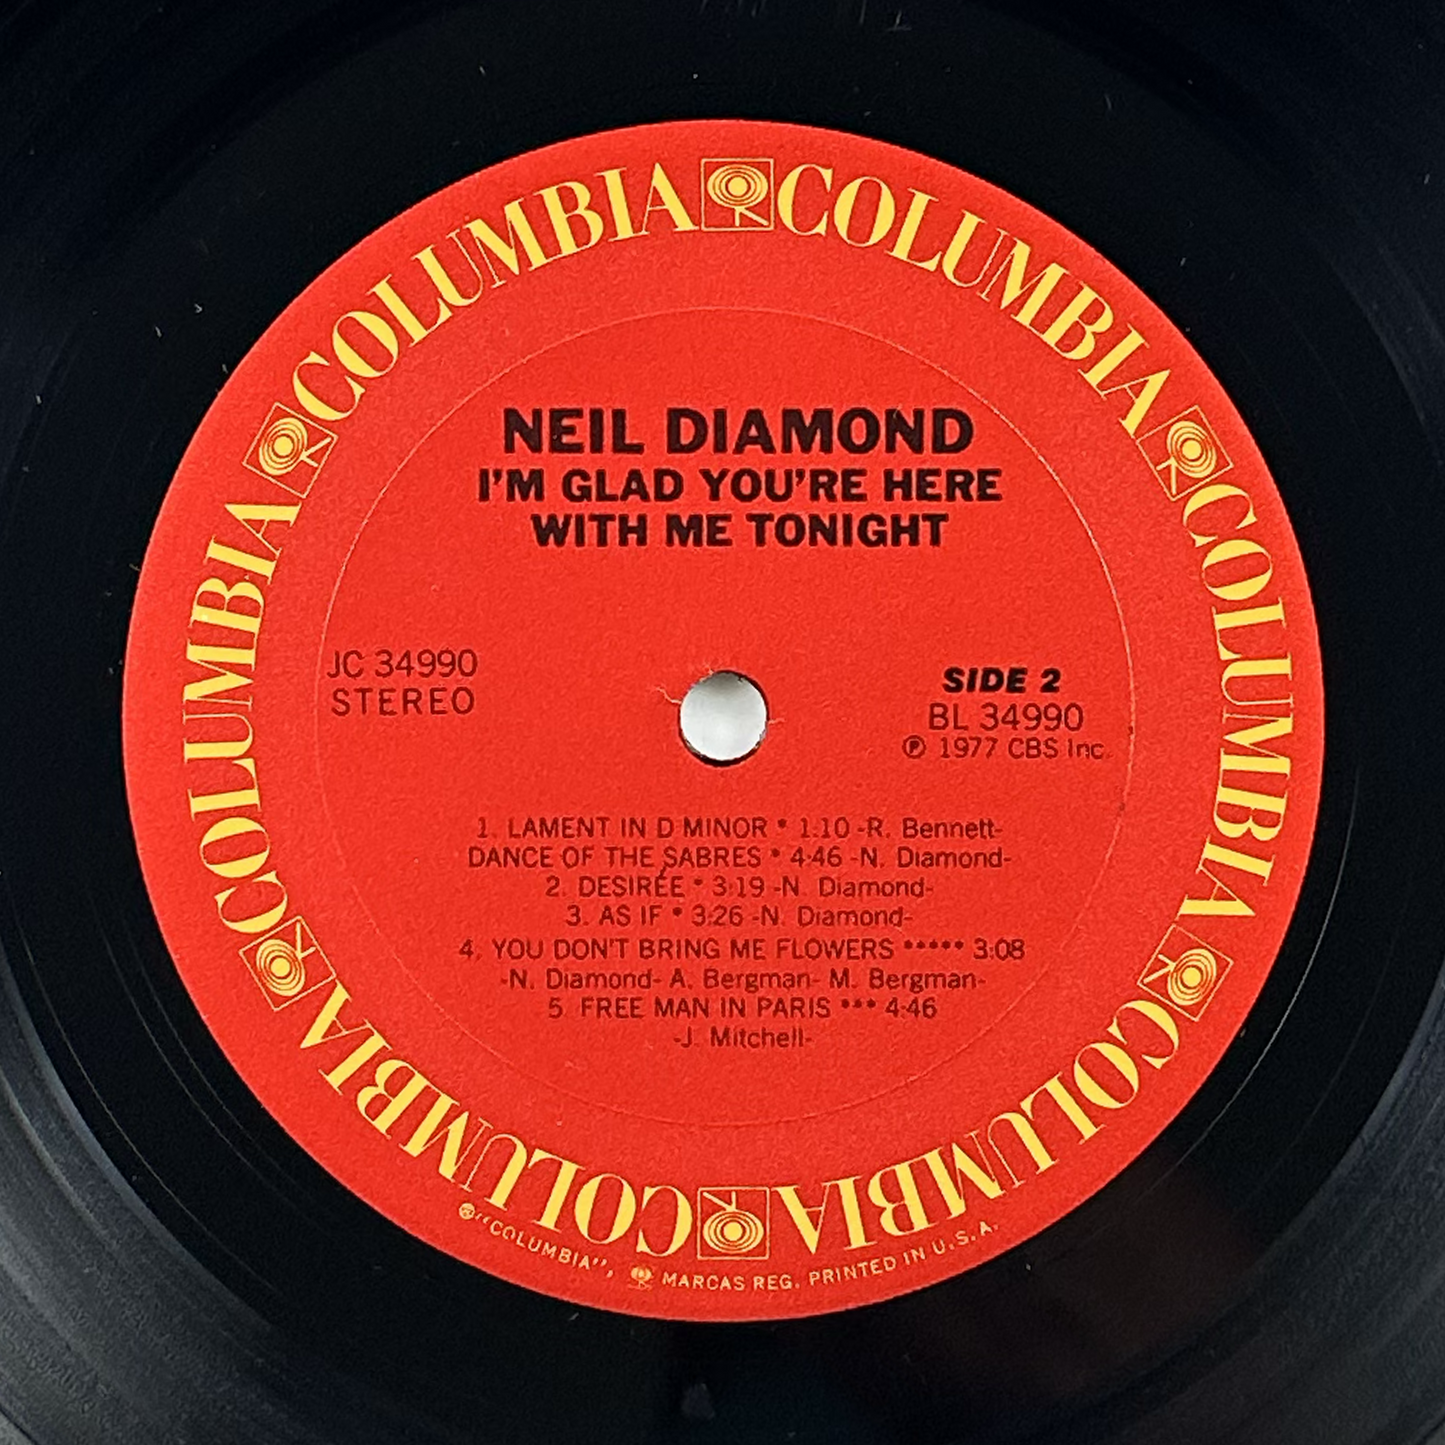 COLUMBIA COLUMBIA COLUMBIA COLUMBIA COLUMBIA COLUMBIA COLUMBIA COLUMBIA
NEIL DIAMOND
I'M GLAD YOU'RE HERE
WITH ME TONIGHT
JC 34990
STEREO
SIDE 2
BL 34990
℗ 1977 CBS Inc.
1. LAMENT IN D MINOR * 1:10 -R. Bennett-
DANCE OF THE SABRES * 4:46 -N. Diamond-
2. DESIRÉE * 3:19 -N. Diamond-
3. AS IF * 3:26 -N. Diamond-
4. YOU DON'T BRING ME FLOWERS ***** 3:08
-N. Diamond- A. Bergman- M. Bergman-
5 FREE MAN IN PARIS *** 4:46
-J. Mitchell-
® "COLUMBIA", MARCAS REG. PRINTED IN U.S.A.